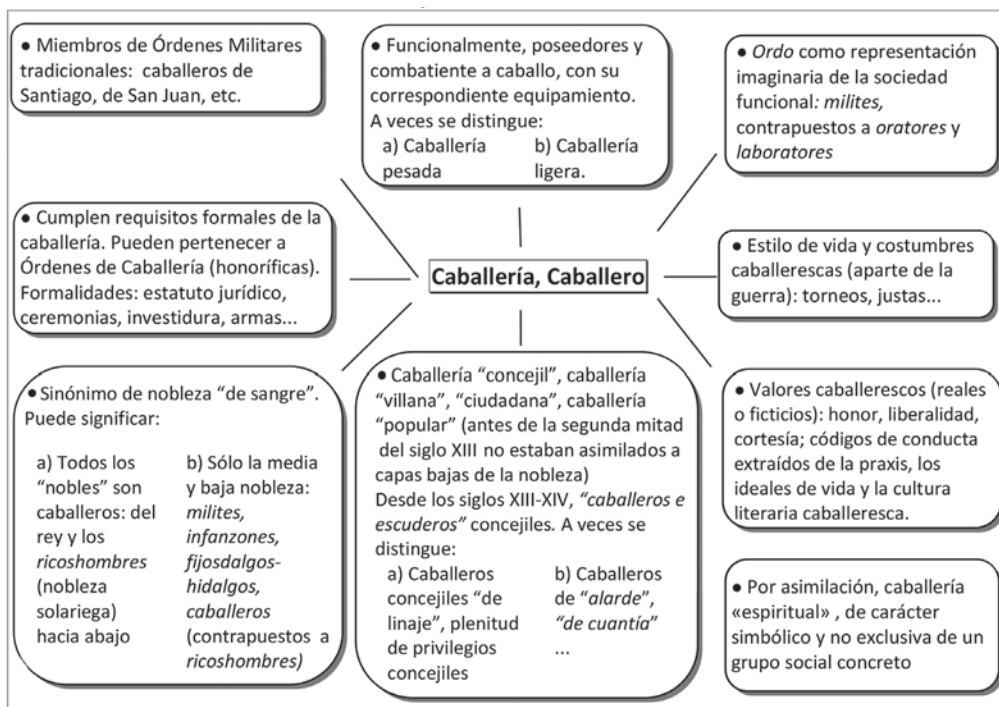 ● Miembros de Órdenes Militares
tradicionales: caballeros de
Santiago, de San Juan, etc.
● Funcionalmente, poseedores y
combatiente a caballo, con su
correspondiente equipamiento.
A veces se distingue:
a) Caballería
pesada
b) Caballería
ligera.
● Ordo como representación
imaginaria de la sociedad
funcional: milites,
contrapuestos a oratores y
laboratores
● Cumplen requisitos formales de la
caballería. Pueden pertenecer a
Órdenes de Caballería (honoríficas).
Formalidades: estatuto jurídico,
ceremonias, investidura, armas...
Caballería, Caballero
● Estilo de vida y costumbres
caballerescas (aparte de la
guerra): torneos, justas...
● Sinónimo de nobleza “de sangre”.
Puede significar:
a) Todos los
“nobles” son
caballeros: del
rey y los
ricoshombres
(nobleza
solariega)
hacia abajo
b) Sólo la media
y baja nobleza:
milites,
infanzones,
fijosdalgos-
hidalgos,
caballeros
(contrapuestos a
ricoshombres)
● Caballería “concejil”, caballería
“villana”, “ciudadana”, caballería
“popular” (antes de la segunda mitad
del siglo XIII no estaban asimilados a
capas bajas de la nobleza)
Desde los siglos XIII-XIV, “caballeros e
escuderos” concejiles. A veces se
distingue:
a) Caballeros
concejiles “de
linaje”, plenitud
de privilegios
concejiles
b) Caballeros
de “alarde”,
“de cuantía”
...
● Valores caballerescos (reales
o ficticios): honor, liberalidad,
cortesía; códigos de conducta
extraídos de la praxis, los
ideales de vida y la cultura
literaria caballeresca.
● Por asimilación, caballería
«espiritual» , de carácter
simbólico y no exclusiva de un
grupo social concreto